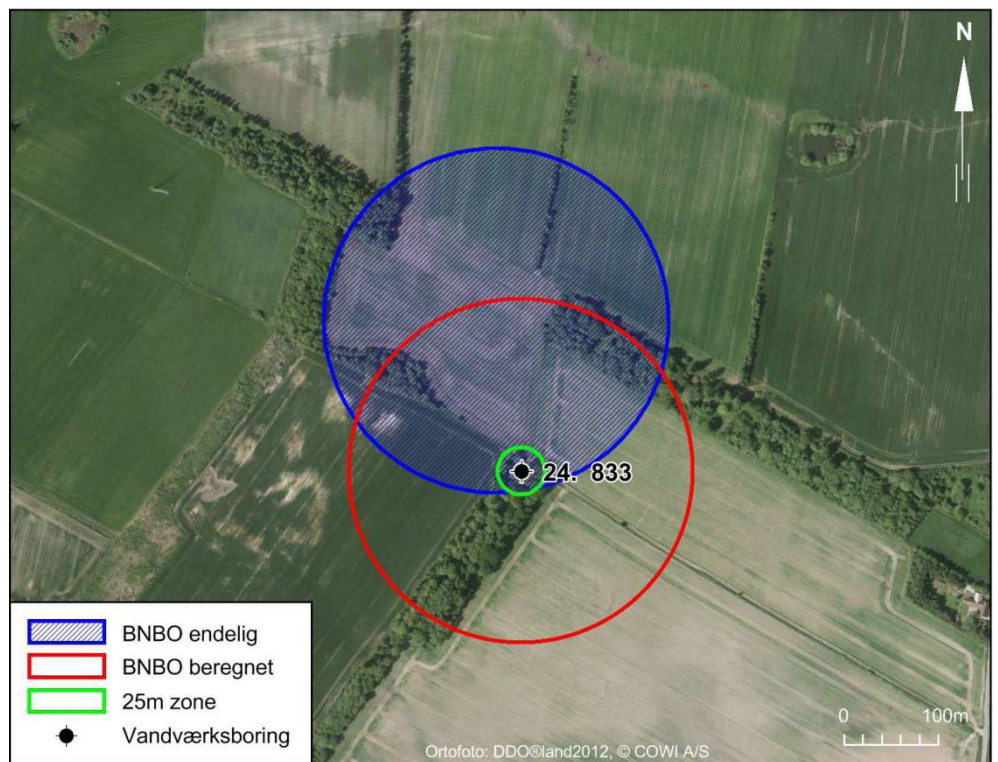 N
24. 833
BNBO endelig
BNBO beregnet
25m zone
Vandværksboring
0 100m
Ortofoto: DDO®land2012, © COWI A/S